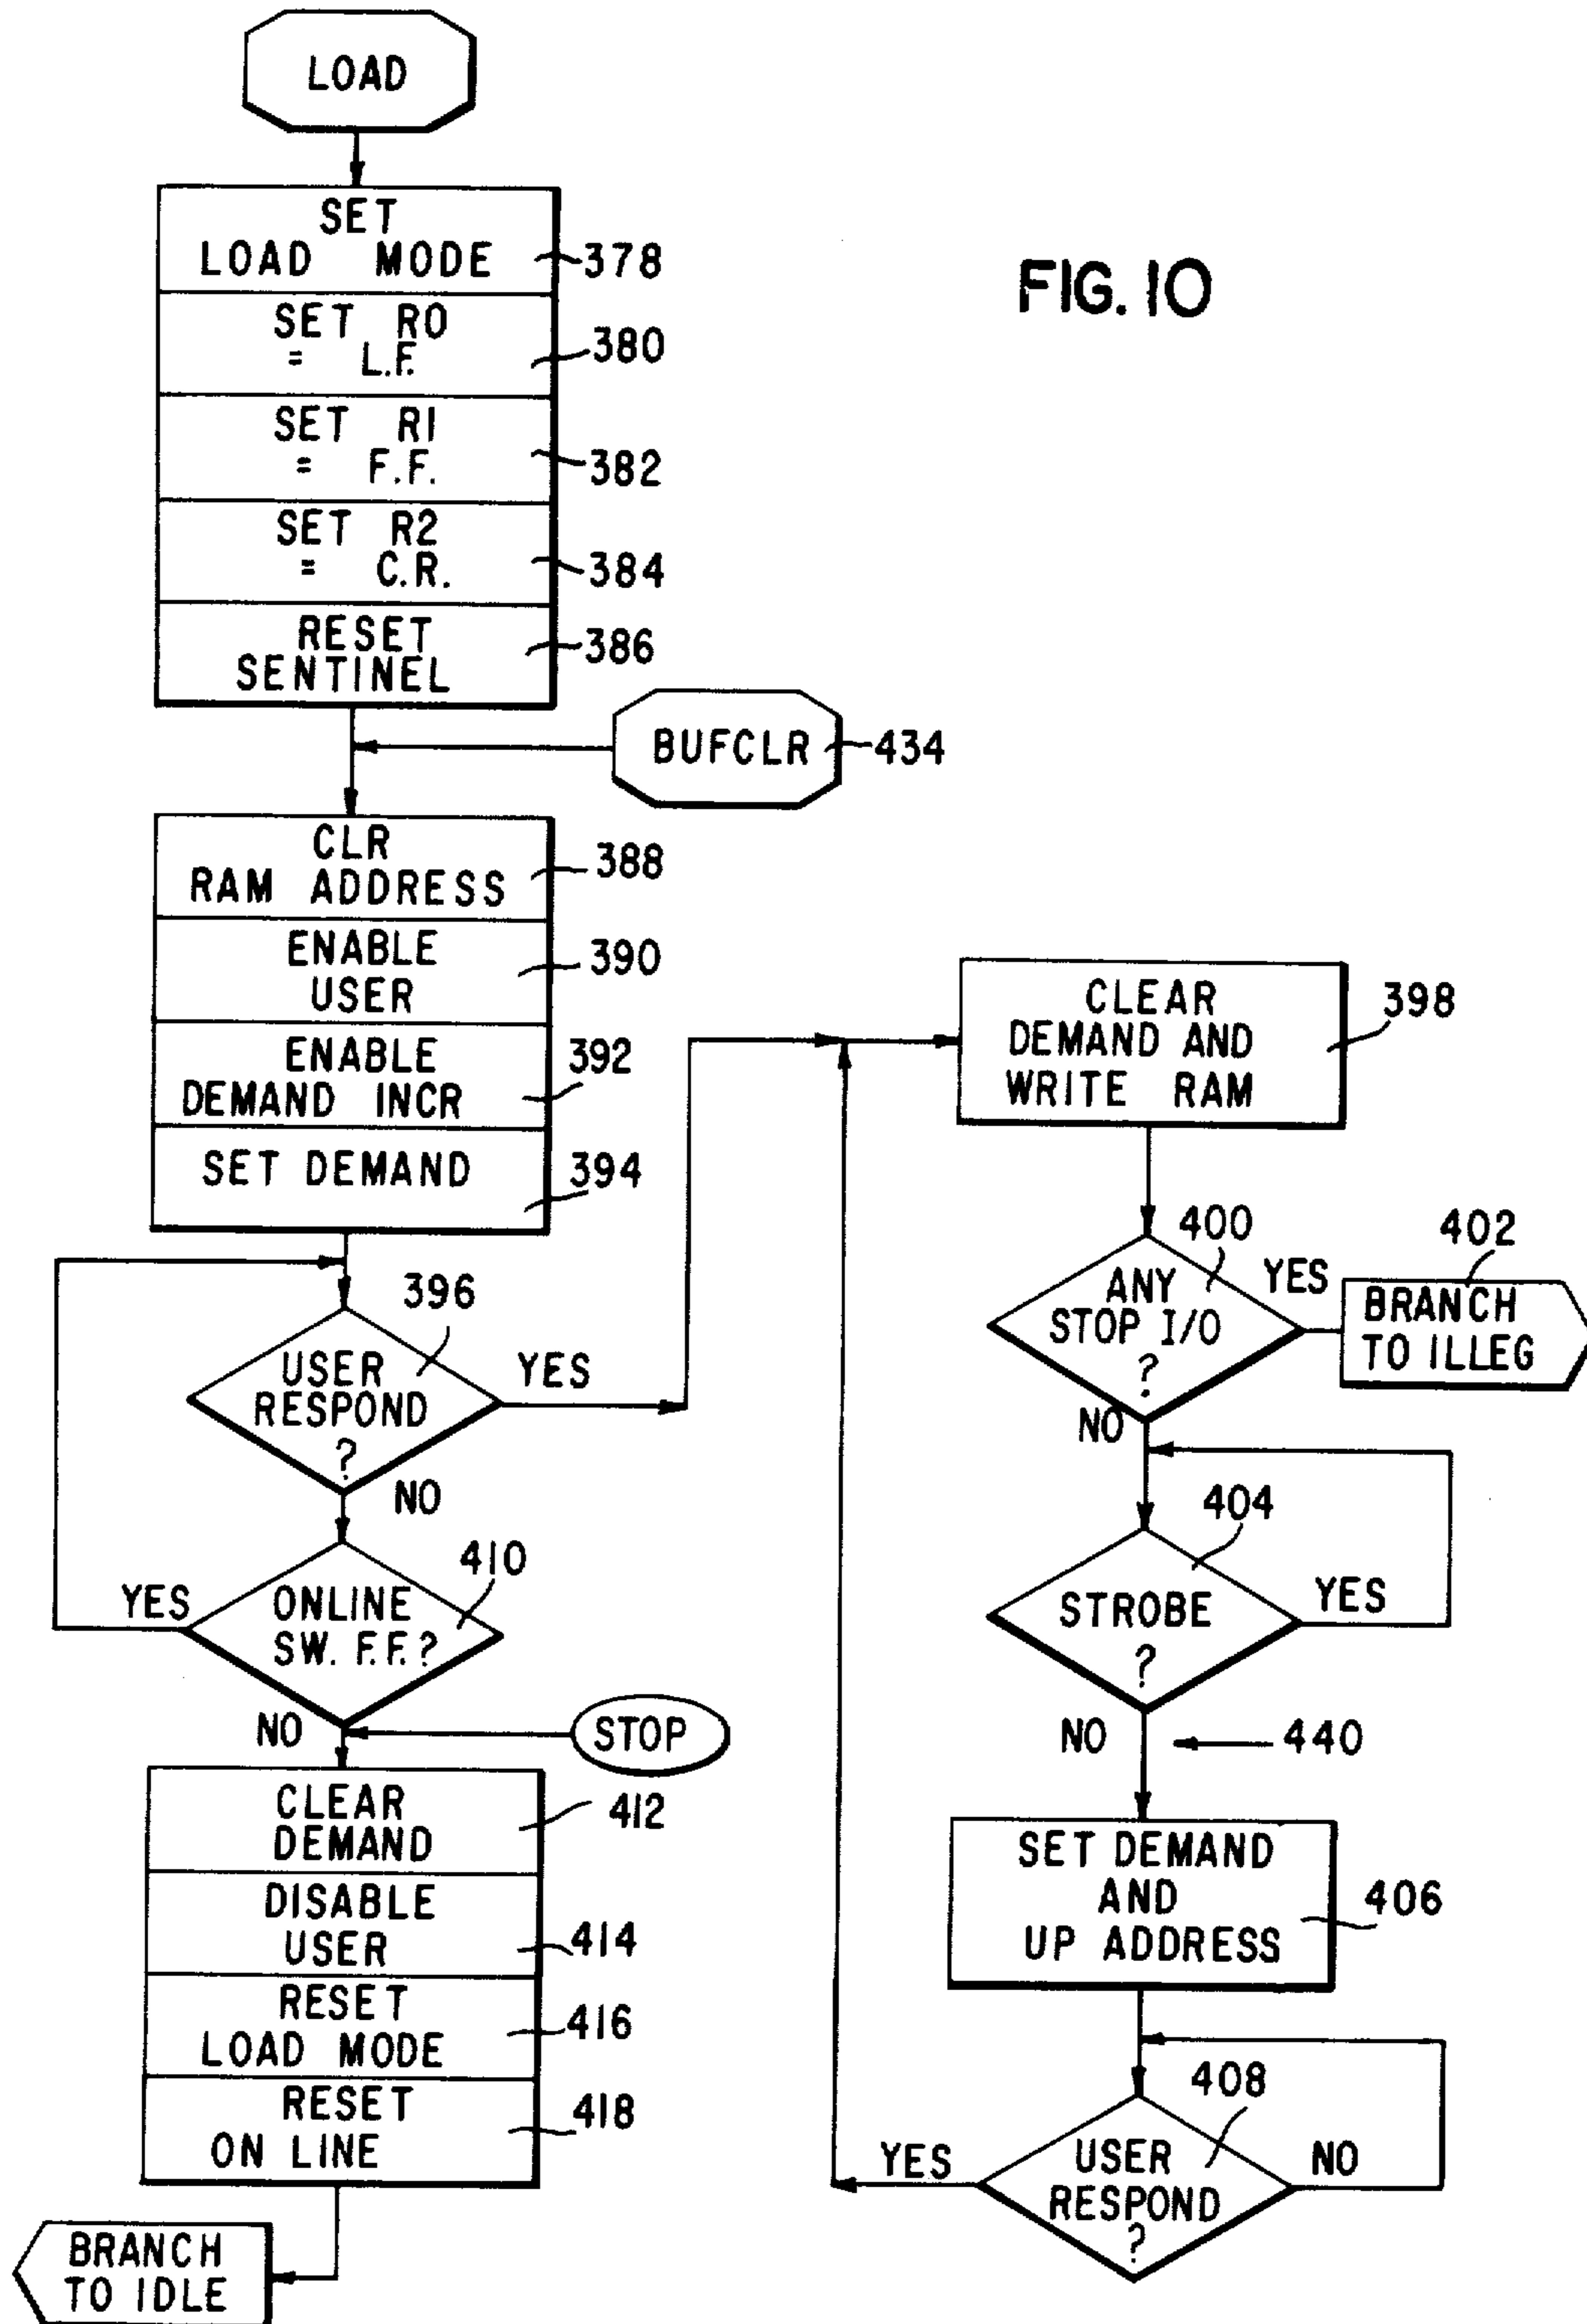 LOAD
SET
LOAD MODE
378
SET R0
= L.F.
380
SET R1
= F.F.
382
SET R2
= C.R.
384
RESET
SENTINEL
386
BUFCLR
434
CLR
RAM ADDRESS
388
ENABLE
USER
390
ENABLE
DEMAND INCR
392
SET DEMAND
394
396
USER
RESPOND
?
YES
NO
410
ONLINE
SW. F.F.?
YES
NO
STOP
CLEAR
DEMAND
412
DISABLE
USER
414
RESET
LOAD MODE
416
RESET
ON LINE
418
BRANCH
TO IDLE
FIG. 10
CLEAR
DEMAND AND
WRITE RAM
398
400
ANY
STOP I/O
?
YES
402
BRANCH
TO ILLEG
NO
404
STROBE
?
YES
NO
440
SET DEMAND
AND
UP ADDRESS
406
408
USER
RESPOND
?
YES
NO